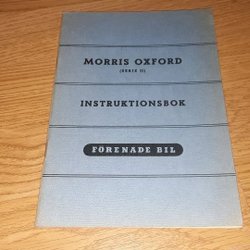 MORRIS OXFORD
(SERIE II)
INSTRUKTIONSBOK
FÖRENADE BIL